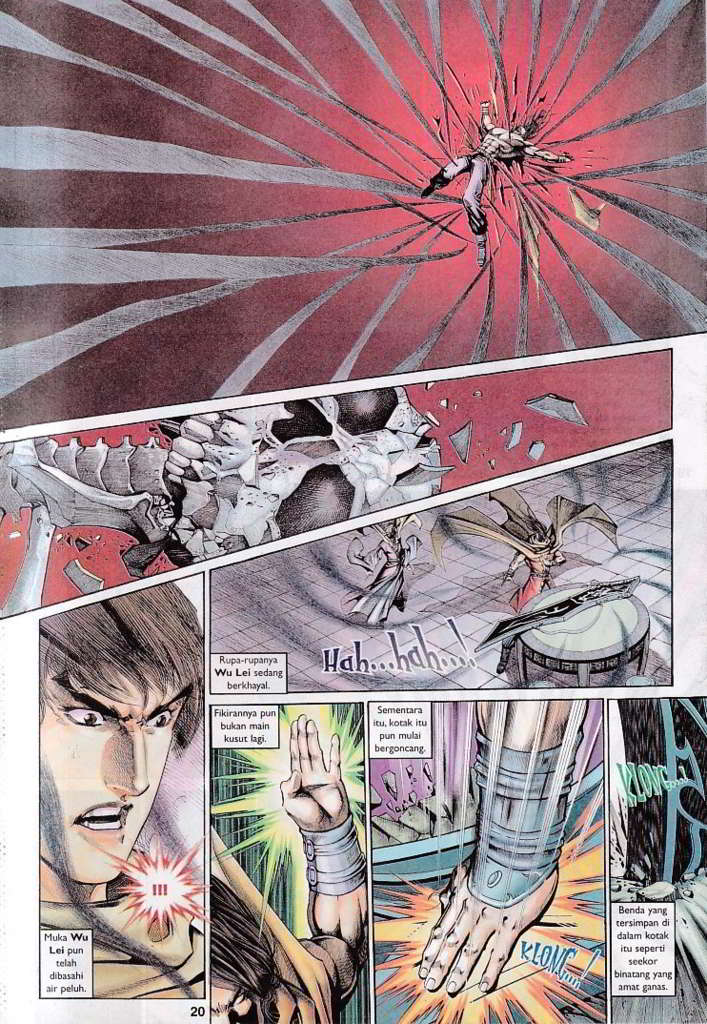 Rupa-rupanya
Wu Lei sedang
berkhayal.
Hah...hah....!
Muka Wu
Lei pun
telah
dibasahi
air peluh.
!!!
Fikirannya pun
bukan main
kusut lagi.
Sementara
itu, kotak itu
pun mulai
bergoncang.
KLONG
KLONG
Benda yang
tersimpan di
dalam kotak
itu seperti
seekor
binatang yang
amat ganas.
20